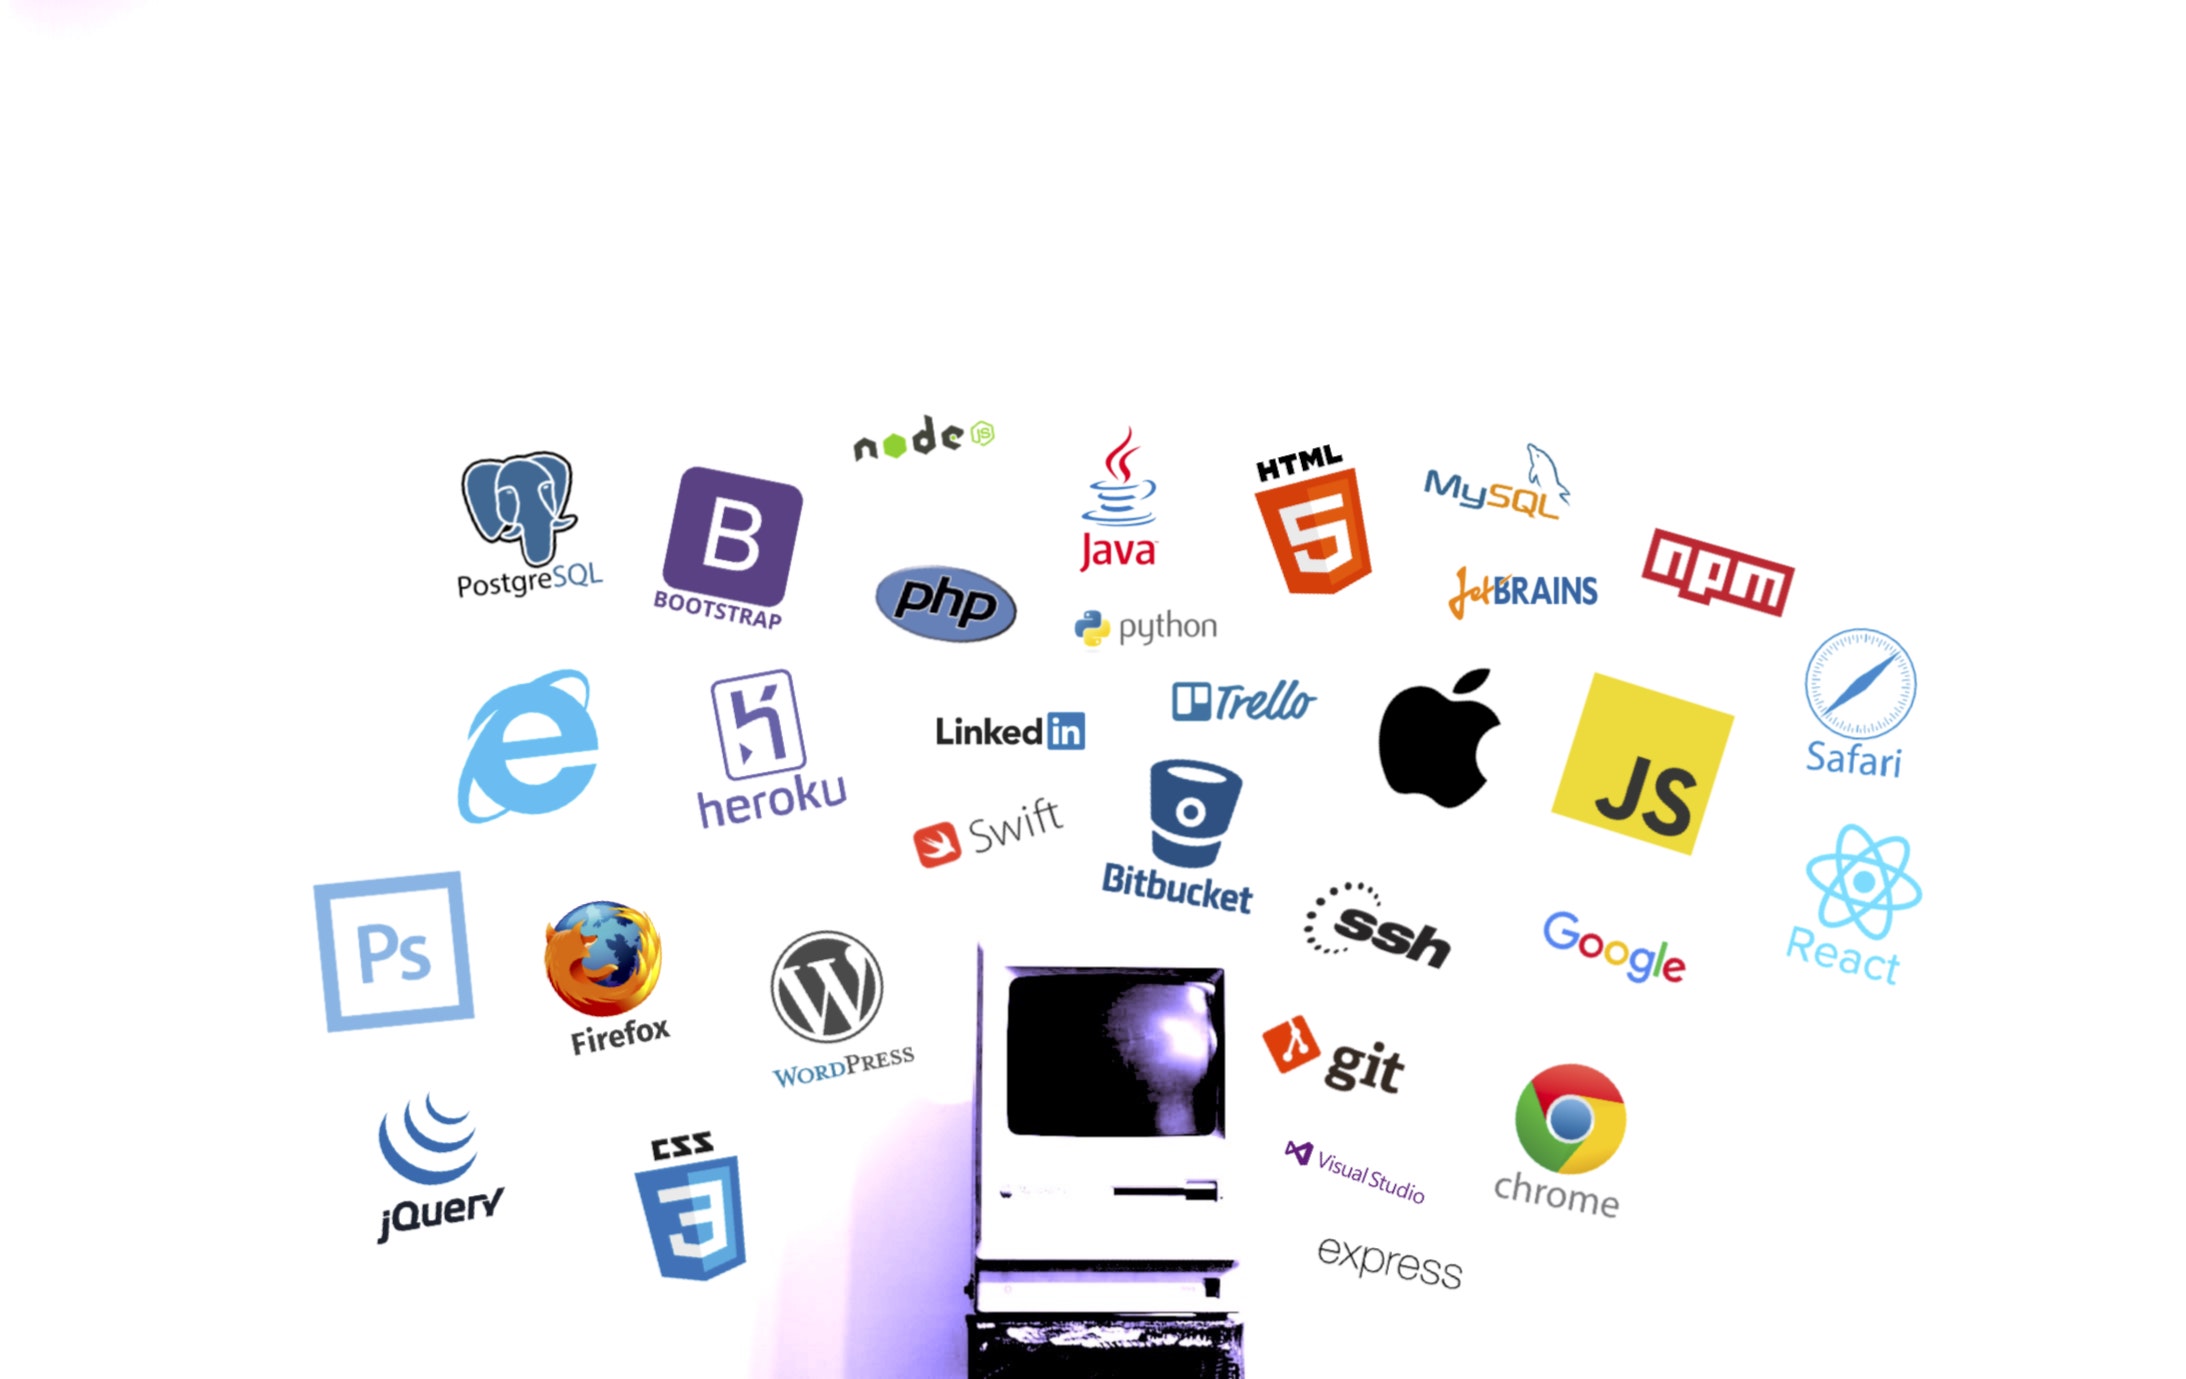 node JS
PostgreSQL
B
BOOTSTRAP
Java
HTML
5
MySQL
php
python
JetBRAINS
npm
e
heroku
Linked in
Trello
JS
Safari
Swift
Bitbucket
Ps
Firefox
W
WORDPRESS
ssh
Google
React
git
jQuery
CSS
3
Visual Studio
chrome
express